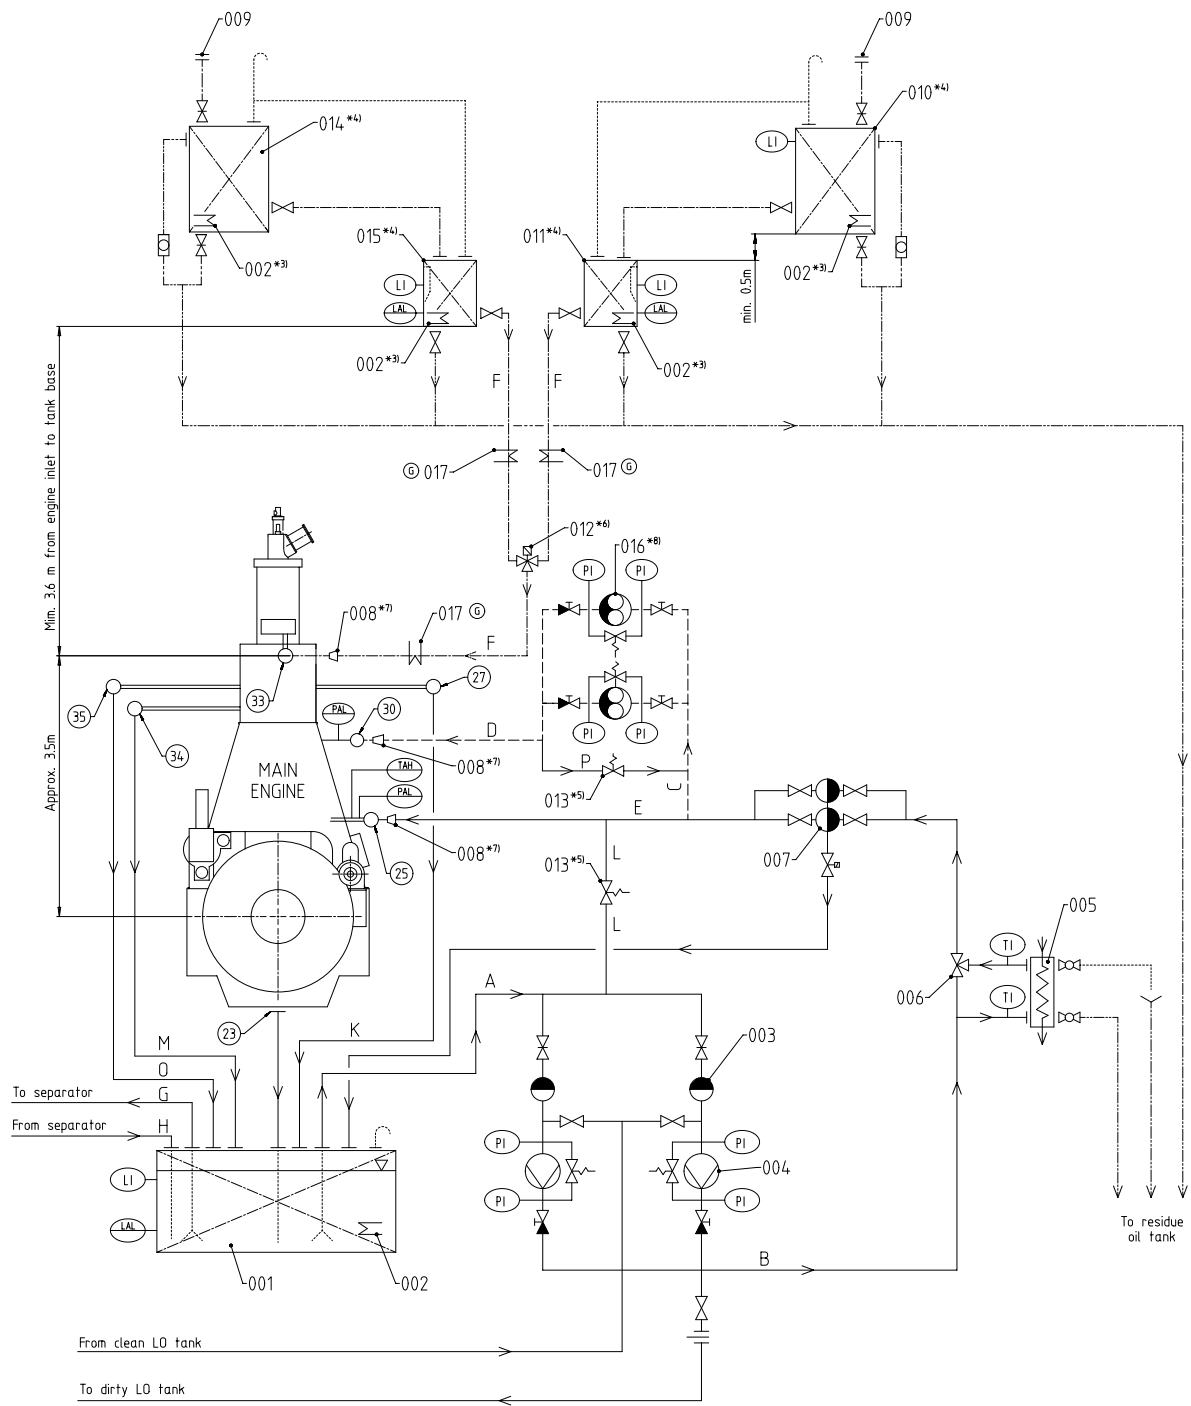 009
009
014*4)
010*4)
LI
015*4)
011*4)
002*3)
002*3)
LI
LI
LAL
LAL
min. 0.5m
002*3)
002*3)
F
F
Mim. 3.6 m from engine inlet to tank base
G 017
017 G
012*6)
016*8)
PI
PI
008*7)
017 G
F
33
27
35
PAL
30
34
D
PI
PI
008*7)
P
013*5)
C
Approx. 3.5m
MAIN
ENGINE
TAH
PAL
E
008*7)
25
L
007
013*5)
L
005
TI
TI
006
A
23
K
003
M
O
G
To separator
From separator
H
PI
PI
004
LI
PI
PI
LAL
To residue
oil tank
B
001
002
From clean LO tank
To dirty LO tank